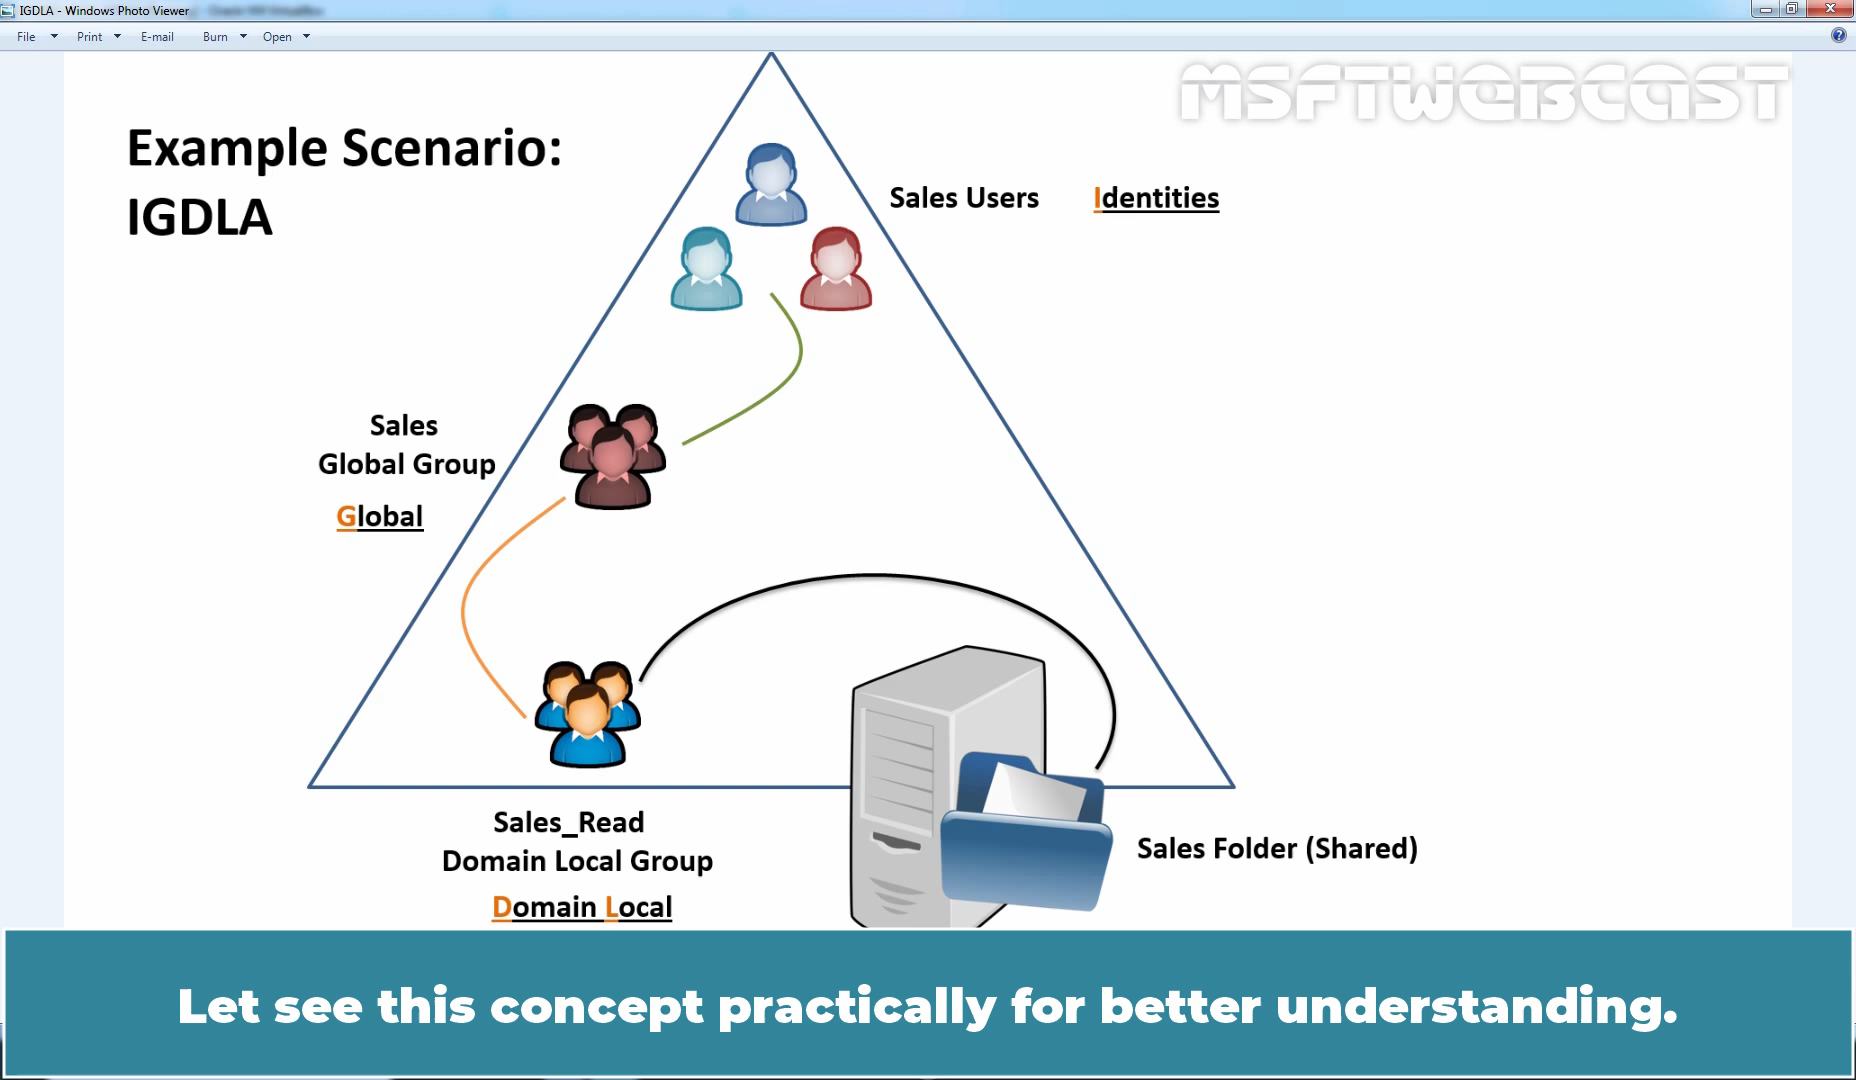 IGDLA - Windows Photo Viewer
File Print E-mail Burn Open
MSFTWEBCAST
Example Scenario:
IGDLA
Sales Users Identities
Sales
Global Group
Global
Sales_Read
Domain Local Group
Domain Local
Sales Folder (Shared)
Let see this concept practically for better understanding.